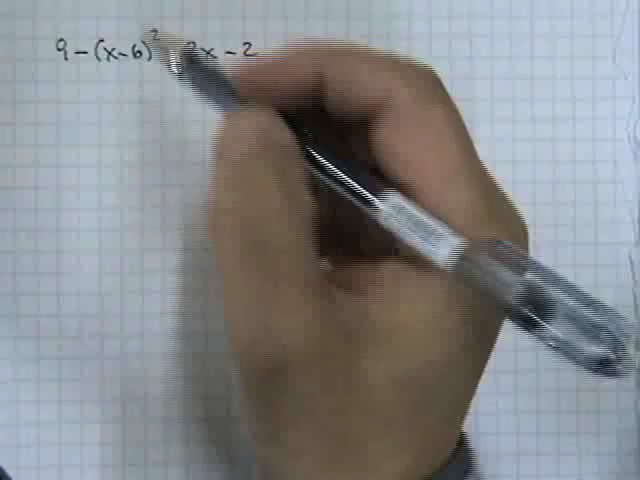 9 - (x - 6)² 2x - 2